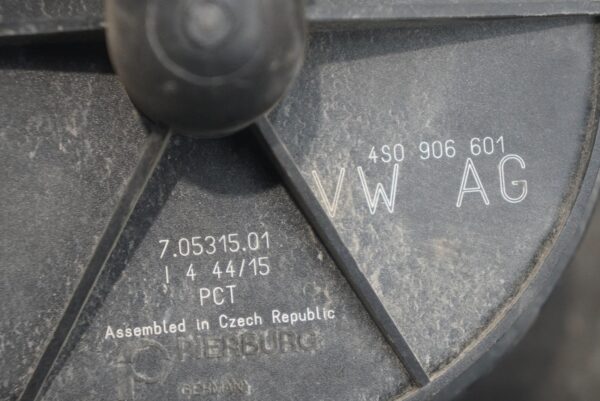 4S0 906 601
VW AG
7.05315.01
I 4 44/15
PCT
Assembled in Czech Republic
PIERBURG
GERMANY